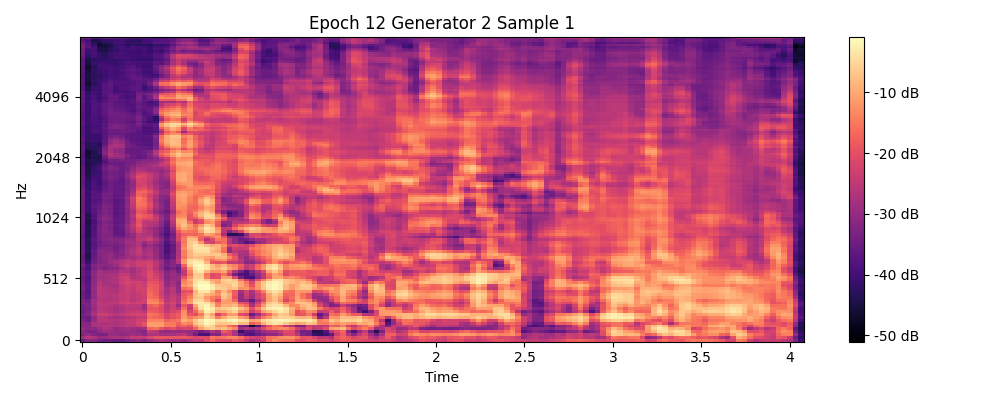 Epoch 12 Generator 2 Sample 1
4096
2048
1024
512
0
Hz
0 0.5 1 1.5 2 2.5 3 3.5 4
Time
-10 dB
-20 dB
-30 dB
-40 dB
-50 dB